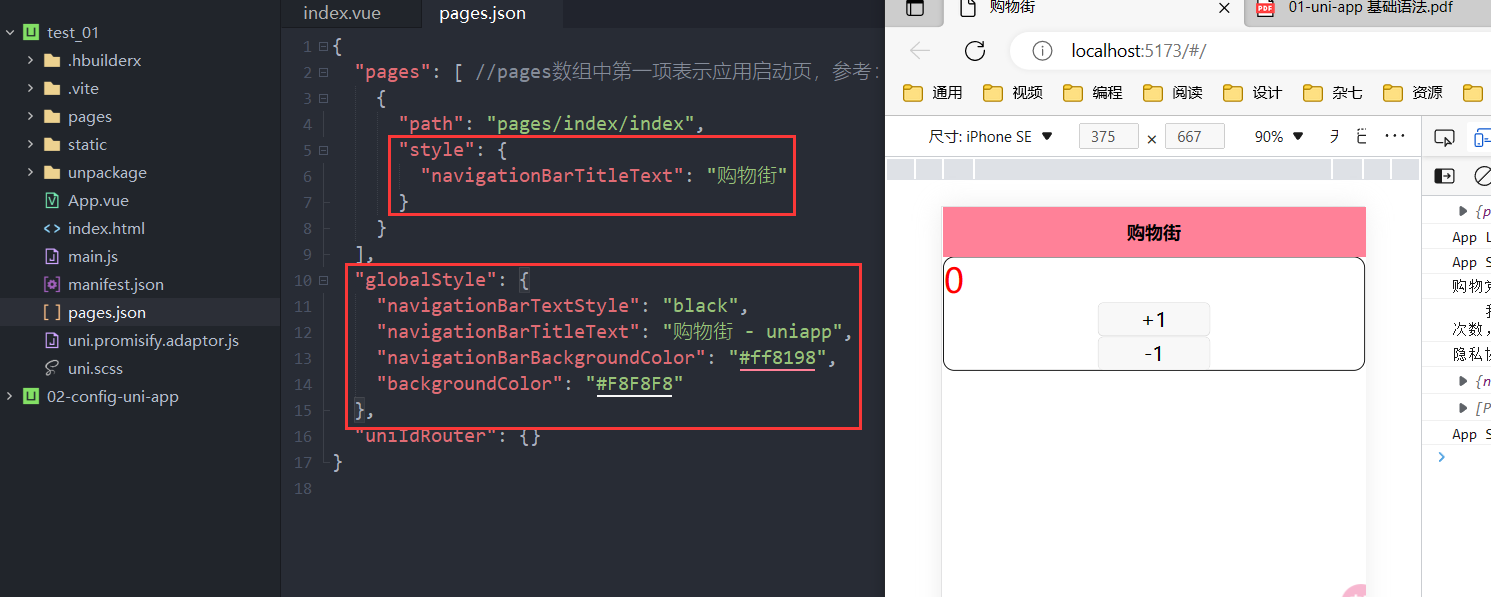 test_01
.hbuilderx
.vite
pages
static
unpackage
App.vue
index.html
main.js
manifest.json
pages.json
uni.promisify.adaptor.js
uni.scss
02-config-uni-app
index.vue
pages.json
1 {
2 "pages": [ //pages数组中第一项表示应用启动页，参考：
3 {
4 "path": "pages/index/index",
5 "style": {
6 "navigationBarTitleText": "购物街"
7 }
8 }
9 ],
10 "globalStyle": {
11 "navigationBarTextStyle": "black",
12 "navigationBarTitleText": "购物街 - uniapp",
13 "navigationBarBackgroundColor": "#ff8198",
14 "backgroundColor": "#F8F8F8"
15 },
16 "uniIdRouter": {}
17 }
18
购物街
PDF
01-uni-app 基础语法.pdf
localhost:5173/#/
通用
视频
编程
阅读
设计
杂七
资源
尺寸: iPhone SE
375
×
667
90%
购物街
0
+1
-1
{p
App L
App S
购物
次数，
隐私协
{n
[P
App S